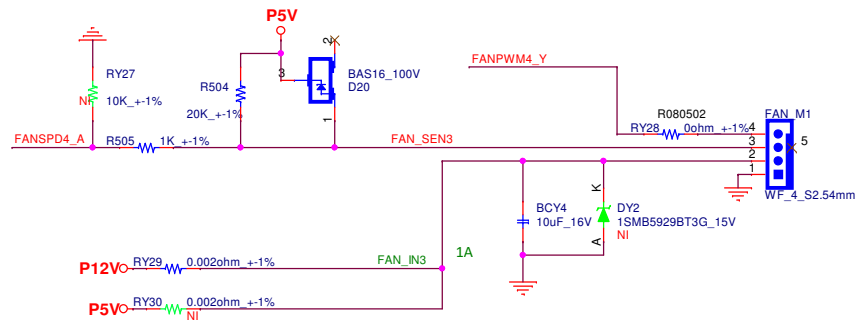 P5V
RY27
NI
10K_+-1%
R504
20K_+-1%
2
3
1
BAS16_100V
D20
FANPWM4_Y
R080502
RY28
0ohm_+-1%
FAN_M1
4
3
2
1
5
WF_4_S2.54mm
FANSPD4_A
R505
1K_+-1%
FAN_SEN3
BCY4
10uF_16V
K
A
DY2
1SMB5929BT3G_15V
NI
1A
P12V
RY29
0.002ohm_+-1%
FAN_IN3
P5V
RY30
0.002ohm_+-1%
NI